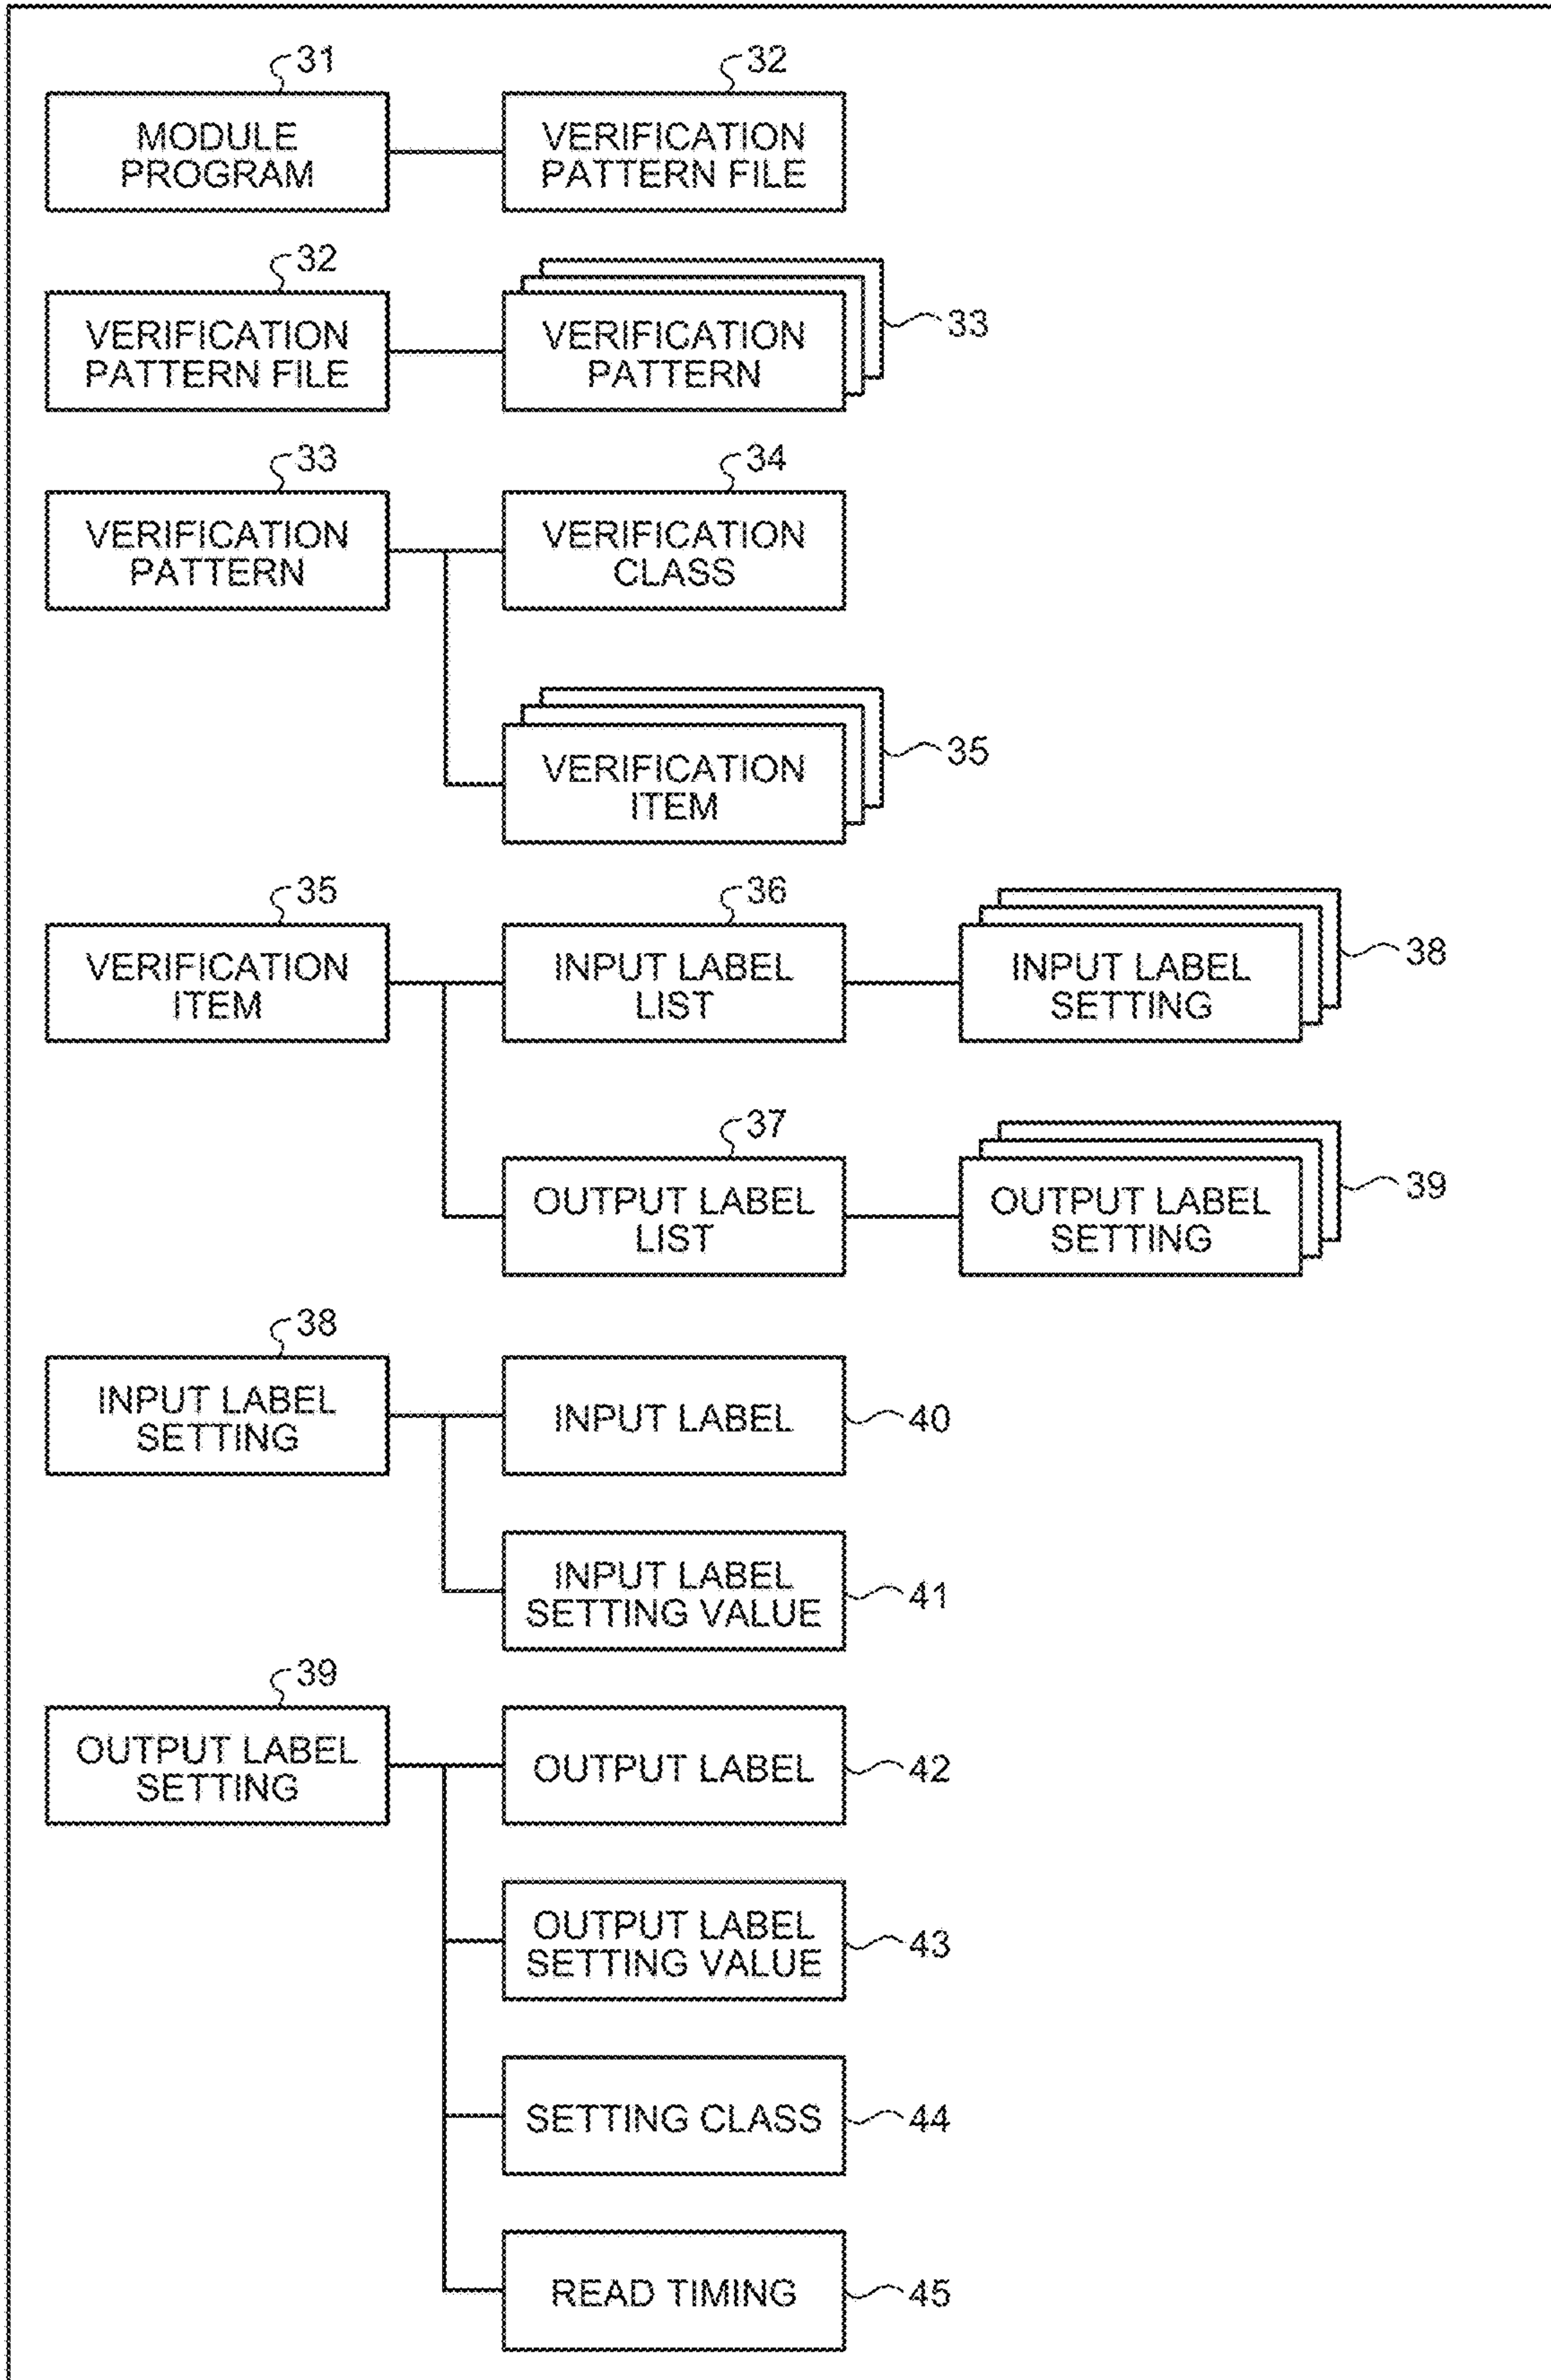 31
32
MODULE
PROGRAM
VERIFICATION
PATTERN FILE
32
VERIFICATION
PATTERN FILE
VERIFICATION
PATTERN
33
33
34
VERIFICATION
PATTERN
VERIFICATION
CLASS
VERIFICATION
ITEM
35
35
36
VERIFICATION
ITEM
INPUT LABEL
LIST
INPUT LABEL
SETTING
38
37
OUTPUT LABEL
LIST
OUTPUT LABEL
SETTING
39
38
INPUT LABEL
SETTING
INPUT LABEL
40
INPUT LABEL
SETTING VALUE
41
39
OUTPUT LABEL
SETTING
OUTPUT LABEL
42
OUTPUT LABEL
SETTING VALUE
43
SETTING CLASS
44
READ TIMING
45